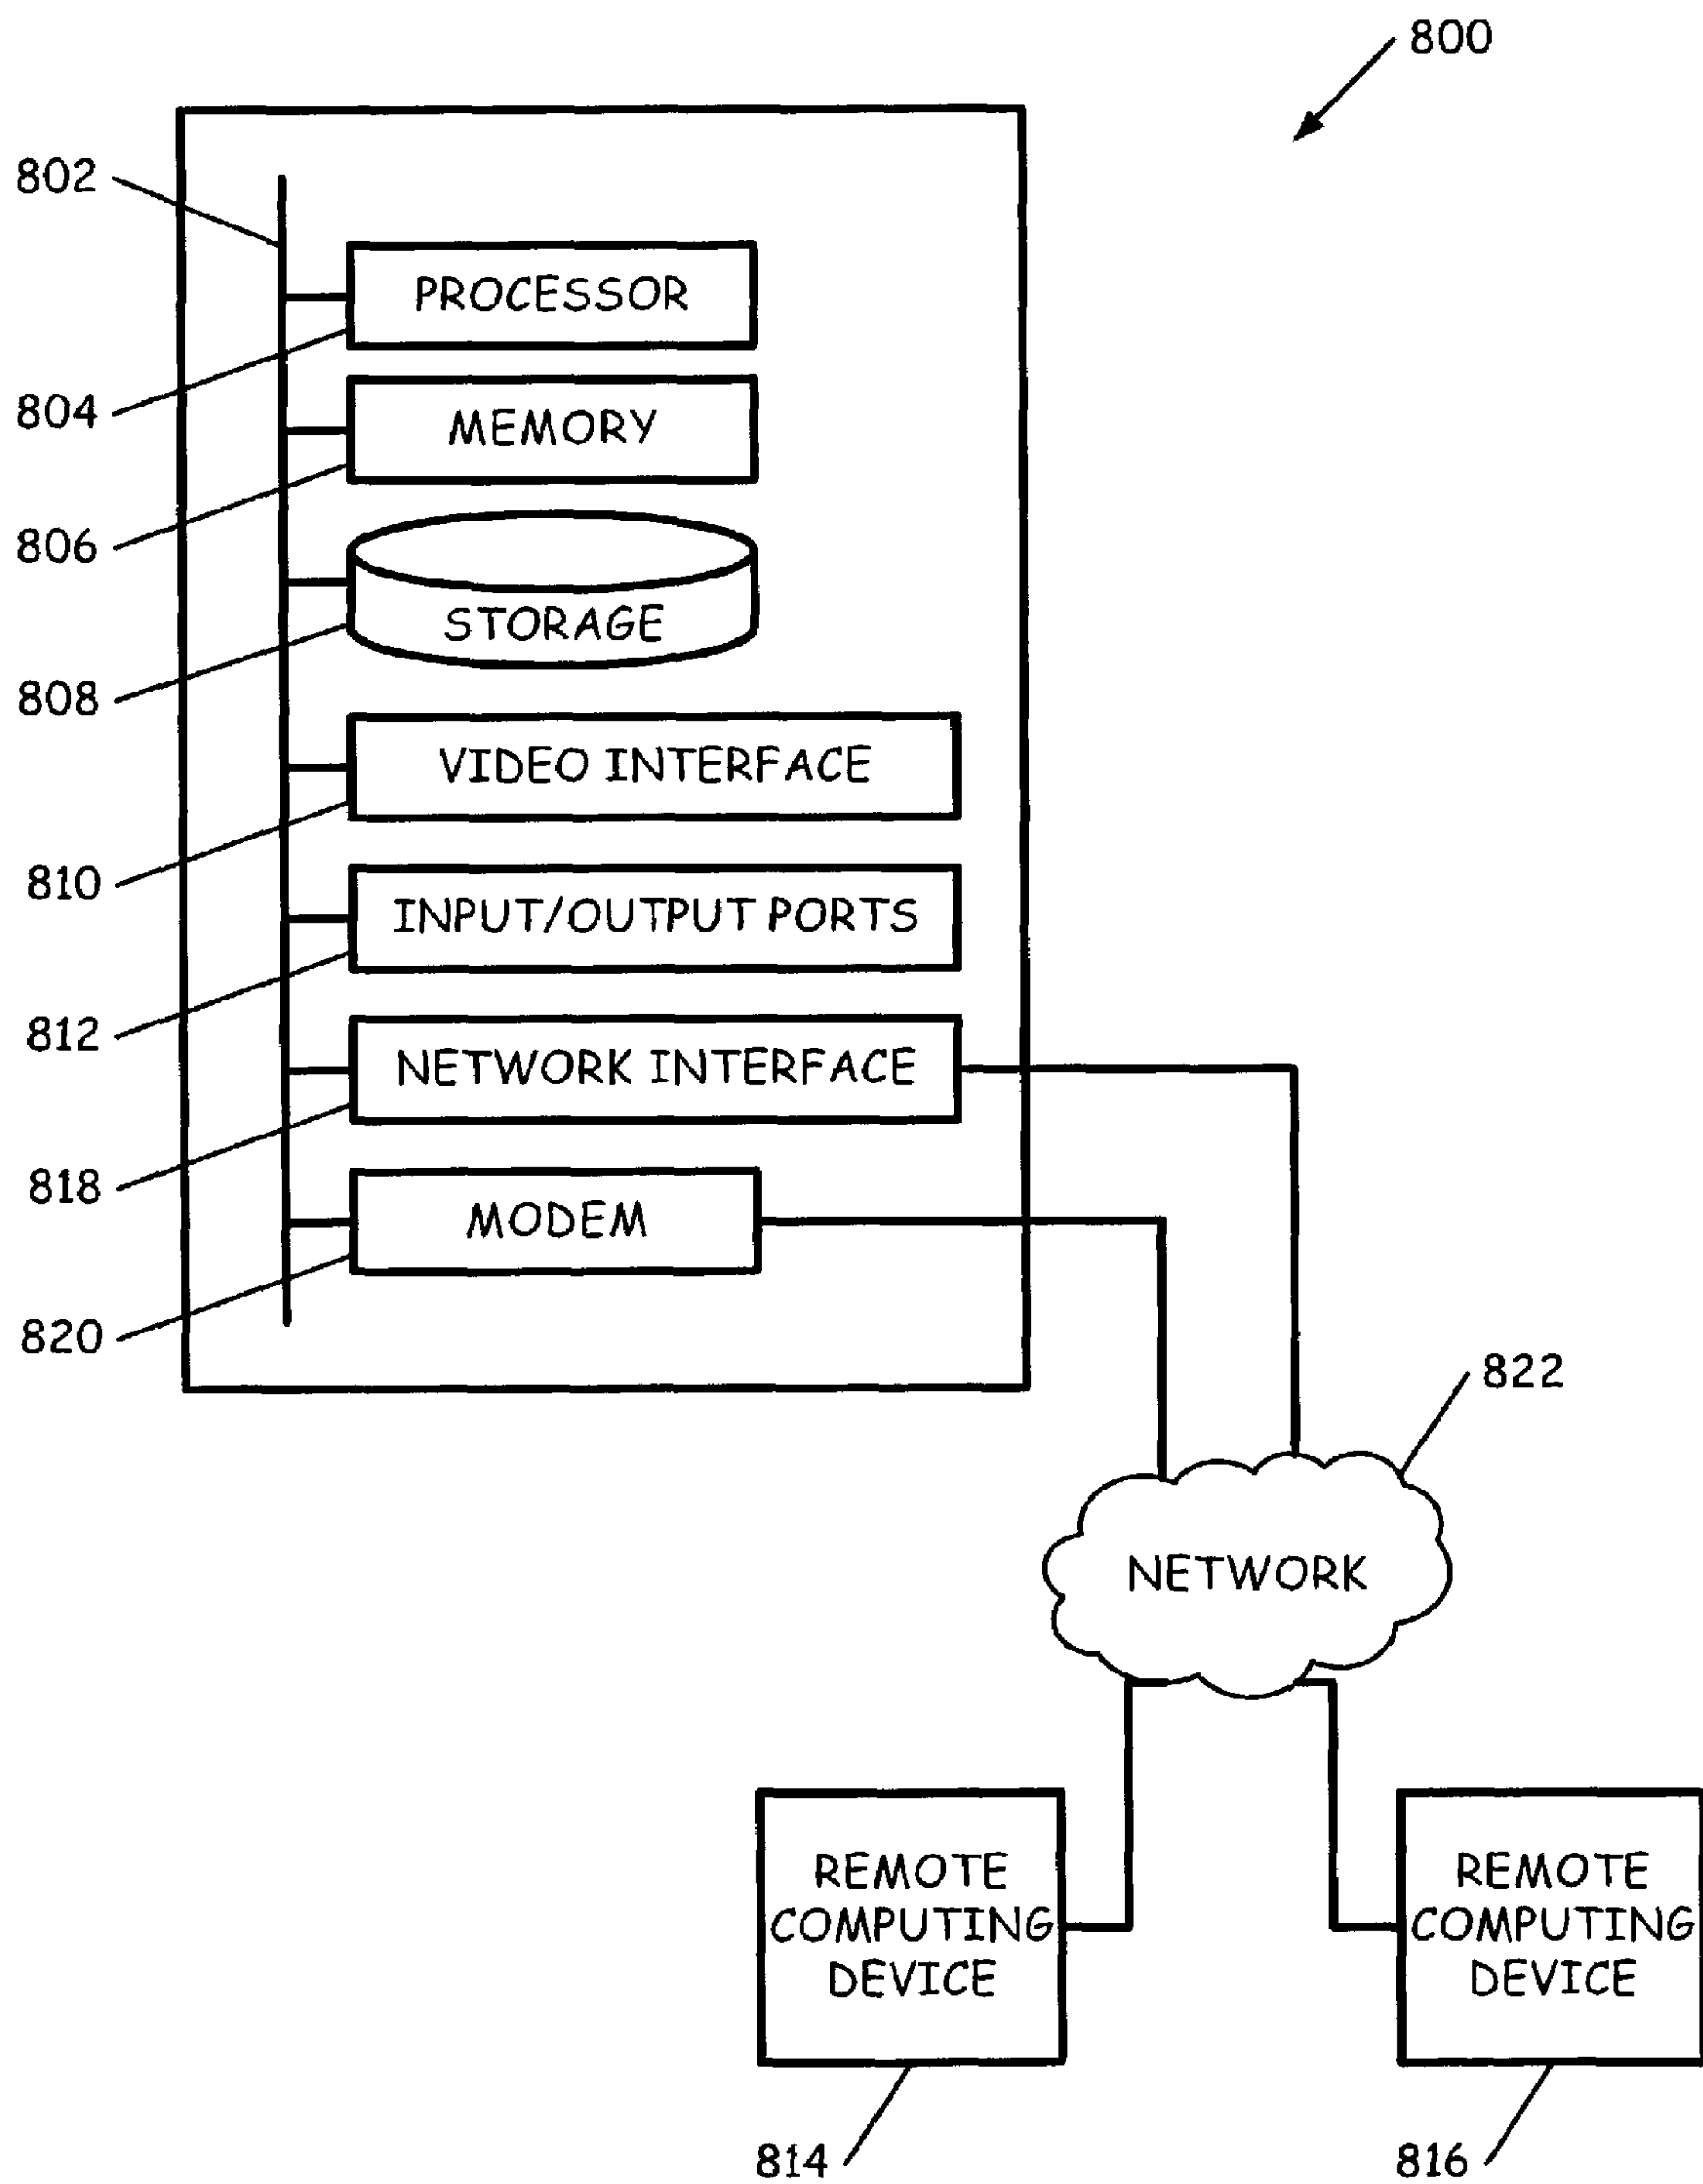 800
802
PROCESSOR
804
MEMORY
806
STORAGE
808
VIDEO INTERFACE
810
INPUT/OUTPUT PORTS
812
NETWORK INTERFACE
818
MODEM
820
822
NETWORK
REMOTE
COMPUTING
DEVICE
REMOTE
COMPUTING
DEVICE
814
816